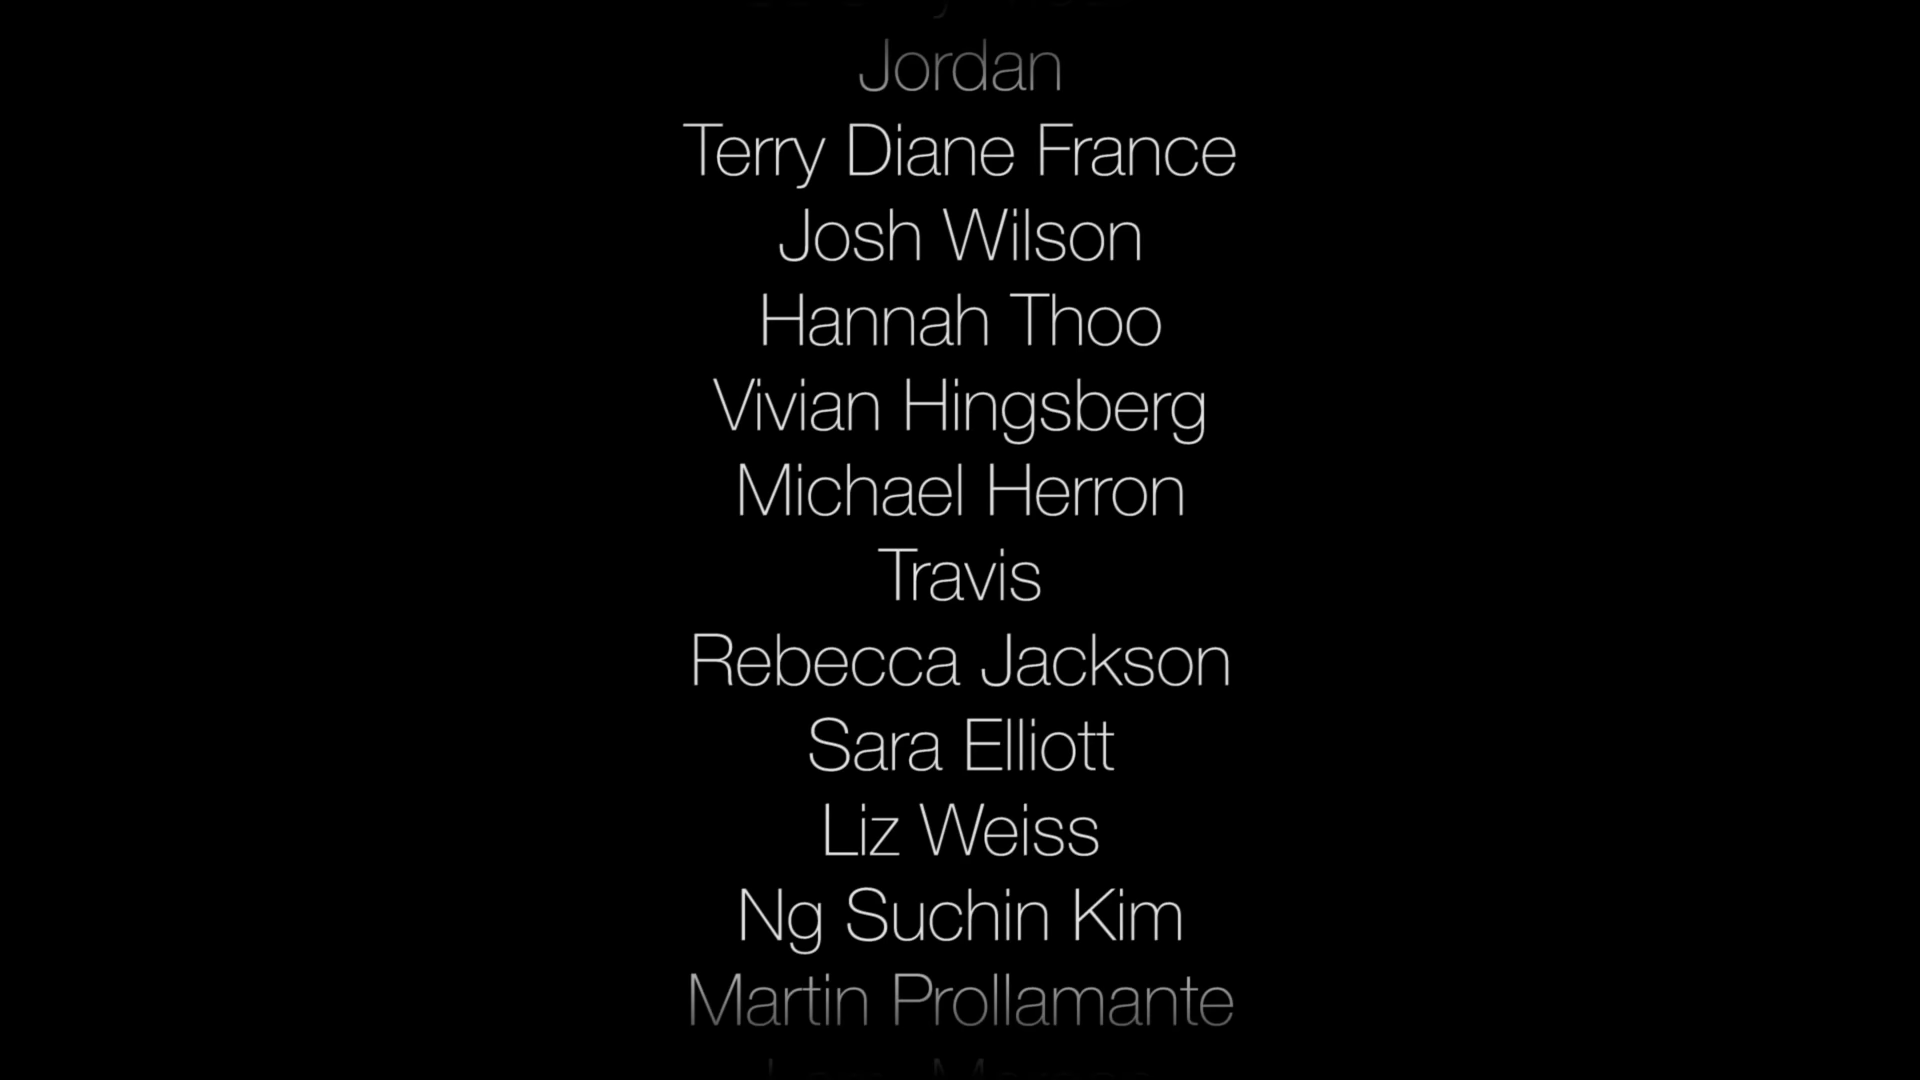 Jordan
Terry Diane France
Josh Wilson
Hannah Thoo
Vivian Hingsberg
Michael Herron
Travis
Rebecca Jackson
Sara Elliott
Liz Weiss
Ng Suchin Kim
Martin Prollamante